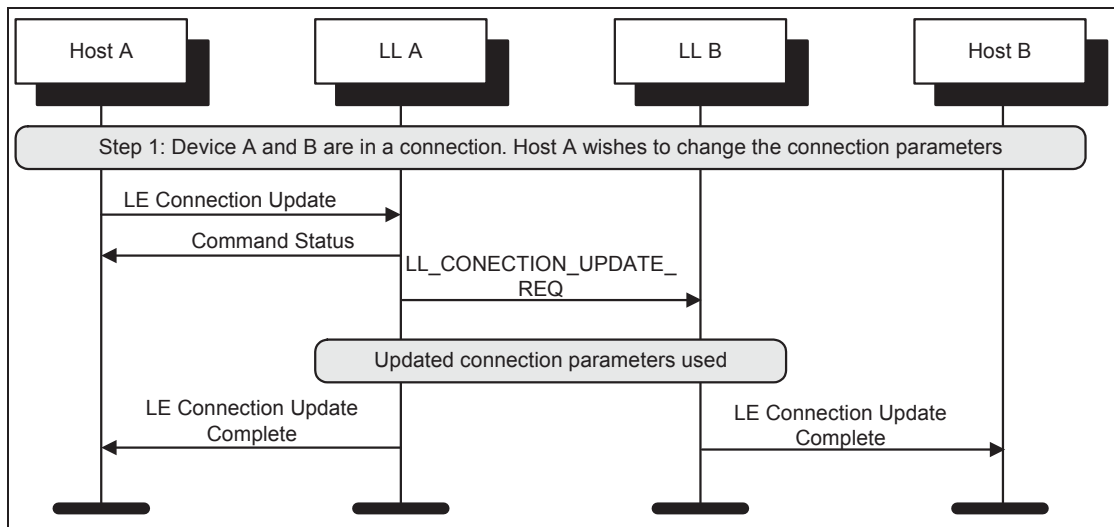 Host A
LL A
LL B
Host B
Step 1: Device A and B are in a connection. Host A wishes to change the connection parameters
LE Connection Update
Command Status
LL_CONECTION_UPDATE_
REQ
Updated connection parameters used
LE Connection Update
Complete
LE Connection Update
Complete